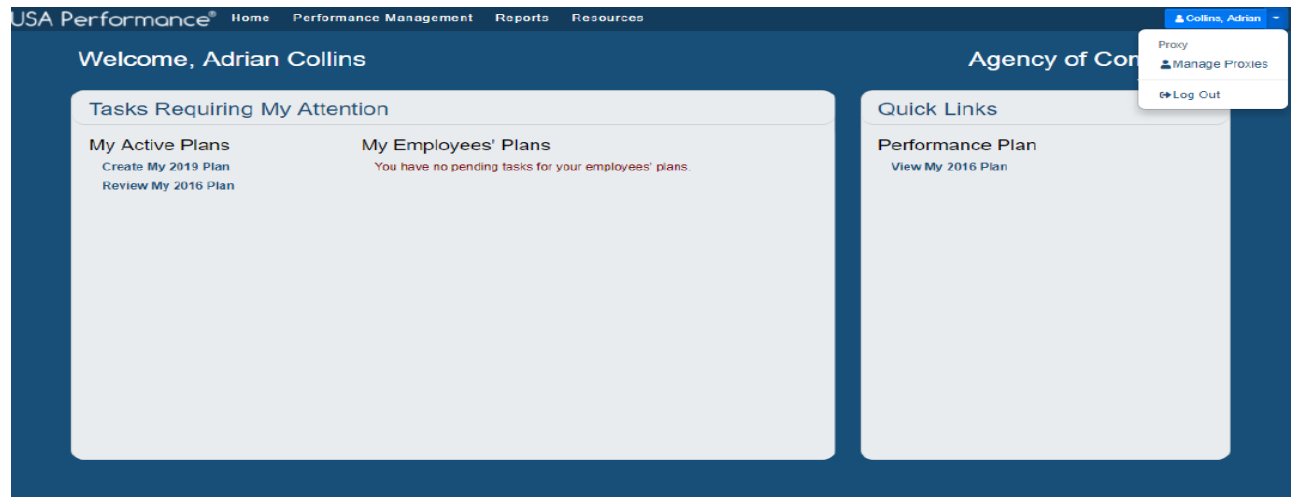 USA Performance® Home Performance Management Reports Resources Collins, Adrian
Welcome, Adrian Collins
Agency of
Proxy
Manage Proxies
Log Out
Tasks Requiring My Attention
My Active Plans
Create My 2019 Plan
Review My 2016 Plan
My Employees' Plans
You have no pending tasks for your employees' plans.
Quick Links
Performance Plan
View My 2016 Plan